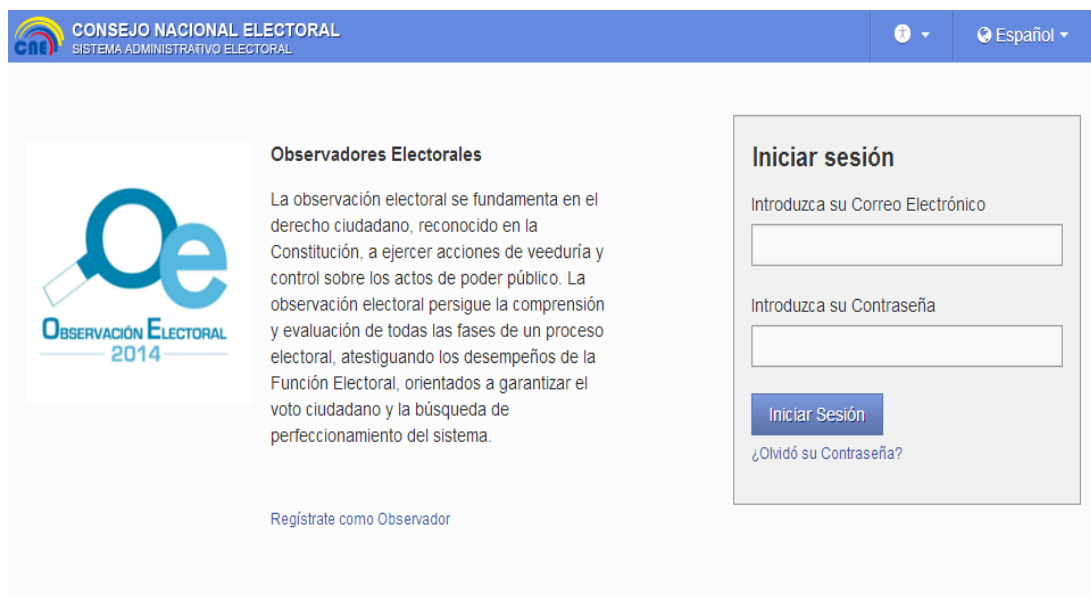 CONSEJO NACIONAL ELECTORAL
SISTEMA ADMINISTRATIVO ELECTORAL
CNE
Español
Oe
OBSERVACIÓN ELECTORAL
2014
Observadores Electorales
La observación electoral se fundamenta en el
derecho ciudadano, reconocido en la
Constitución, a ejercer acciones de veeduría y
control sobre los actos de poder público. La
observación electoral persigue la comprensión
y evaluación de todas las fases de un proceso
electoral, atestiguando los desempeños de la
Función Electoral, orientados a garantizar el
voto ciudadano y la búsqueda de
perfeccionamiento del sistema.
Regístrate como Observador
Iniciar sesión
Introduzca su Correo Electrónico
Introduzca su Contraseña
Iniciar Sesión
¿Olvidó su Contraseña?